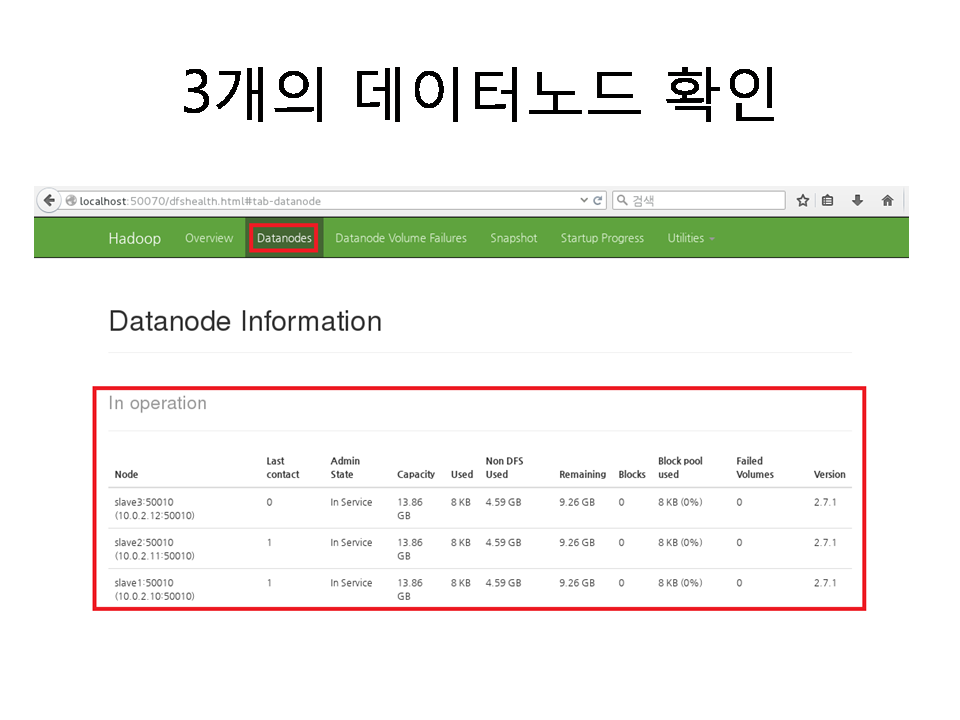 3개의 데이터노드 확인
localhost:50070/dfshealth.html#tab-datanode 검색
Hadoop Overview Datanodes Datanode Volume Failures Snapshot Startup Progress Utilities
Datanode Information
In operation
Node Last contact Admin State Capacity Used Non DFS Used Remaining Blocks Block pool used Failed Volumes Version
slave3:50010 (10.0.2.12:50010) 0 In Service 13.86 GB 8 KB 4.59 GB 9.26 GB 0 8 KB (0%) 0 2.7.1
slave2:50010 (10.0.2.11:50010) 1 In Service 13.86 GB 8 KB 4.59 GB 9.26 GB 0 8 KB (0%) 0 2.7.1
slave1:50010 (10.0.2.10:50010) 1 In Service 13.86 GB 8 KB 4.59 GB 9.26 GB 0 8 KB (0%) 0 2.7.1